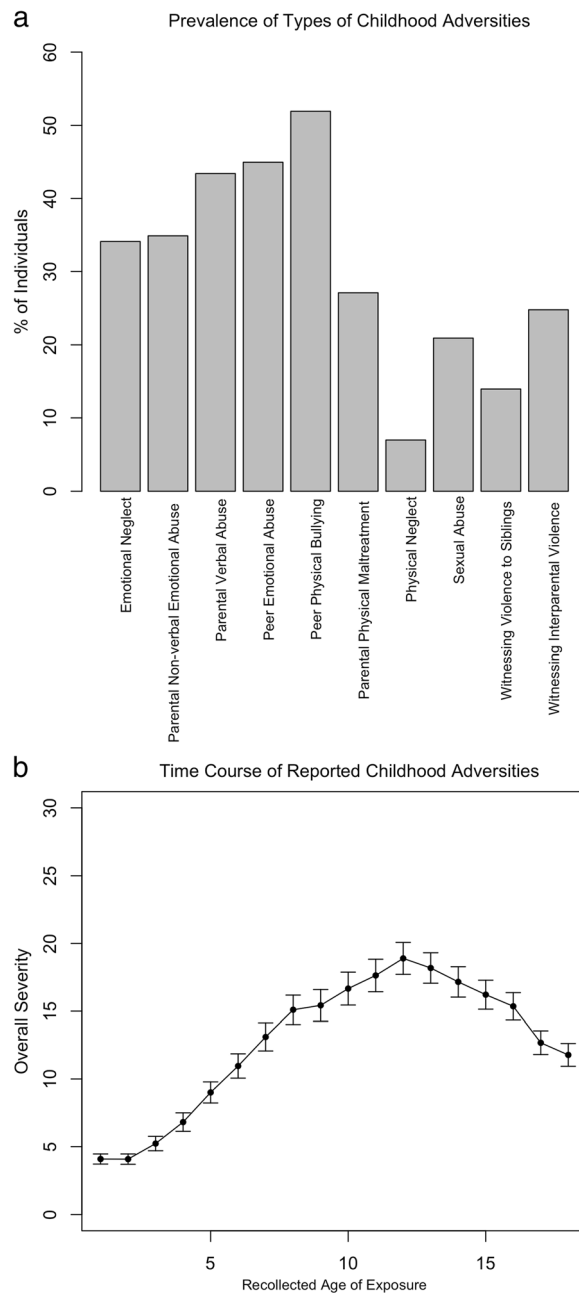 a
Prevalence of Types of Childhood Adversities
60
50
40
30
20
10
0
% of Individuals
Emotional Neglect
Parental Non-verbal Emotional Abuse
Parental Verbal Abuse
Peer Emotional Abuse
Peer Physical Bullying
Parental Physical Maltreatment
Physical Neglect
Sexual Abuse
Witnessing Violence to Siblings
Witnessing Interparental Violence
b
Time Course of Reported Childhood Adversities
30
25
20
15
10
5
0
Overall Severity
5 10 15
Recollected Age of Exposure